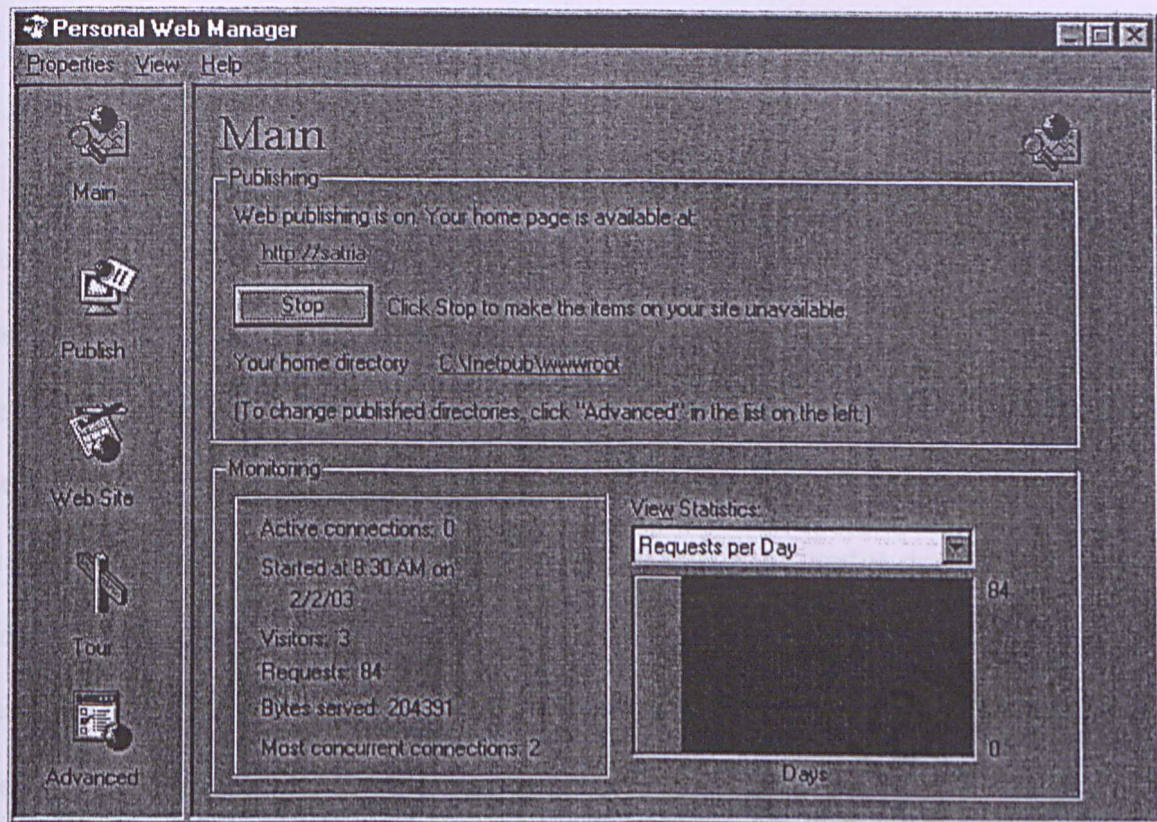 Personal Web Manager
Properties View Help
Main
Publish
Web Site
Tour
Advanced
Main
Publishing
Web publishing is on. Your home page is available at:
http://satria
Stop Click Stop to make the items on your site unavailable.
Your home directory C:\Inetpub\wwwroot
(To change published directories, click "Advanced" in the list on the left.)
Monitoring
Active connections: 0
Started at 8:30 AM on
2/2/03
Visitors: 3
Requests: 84
Bytes served: 204391
Most concurrent connections: 2
View Statistics:
Requests per Day
84
0
Days